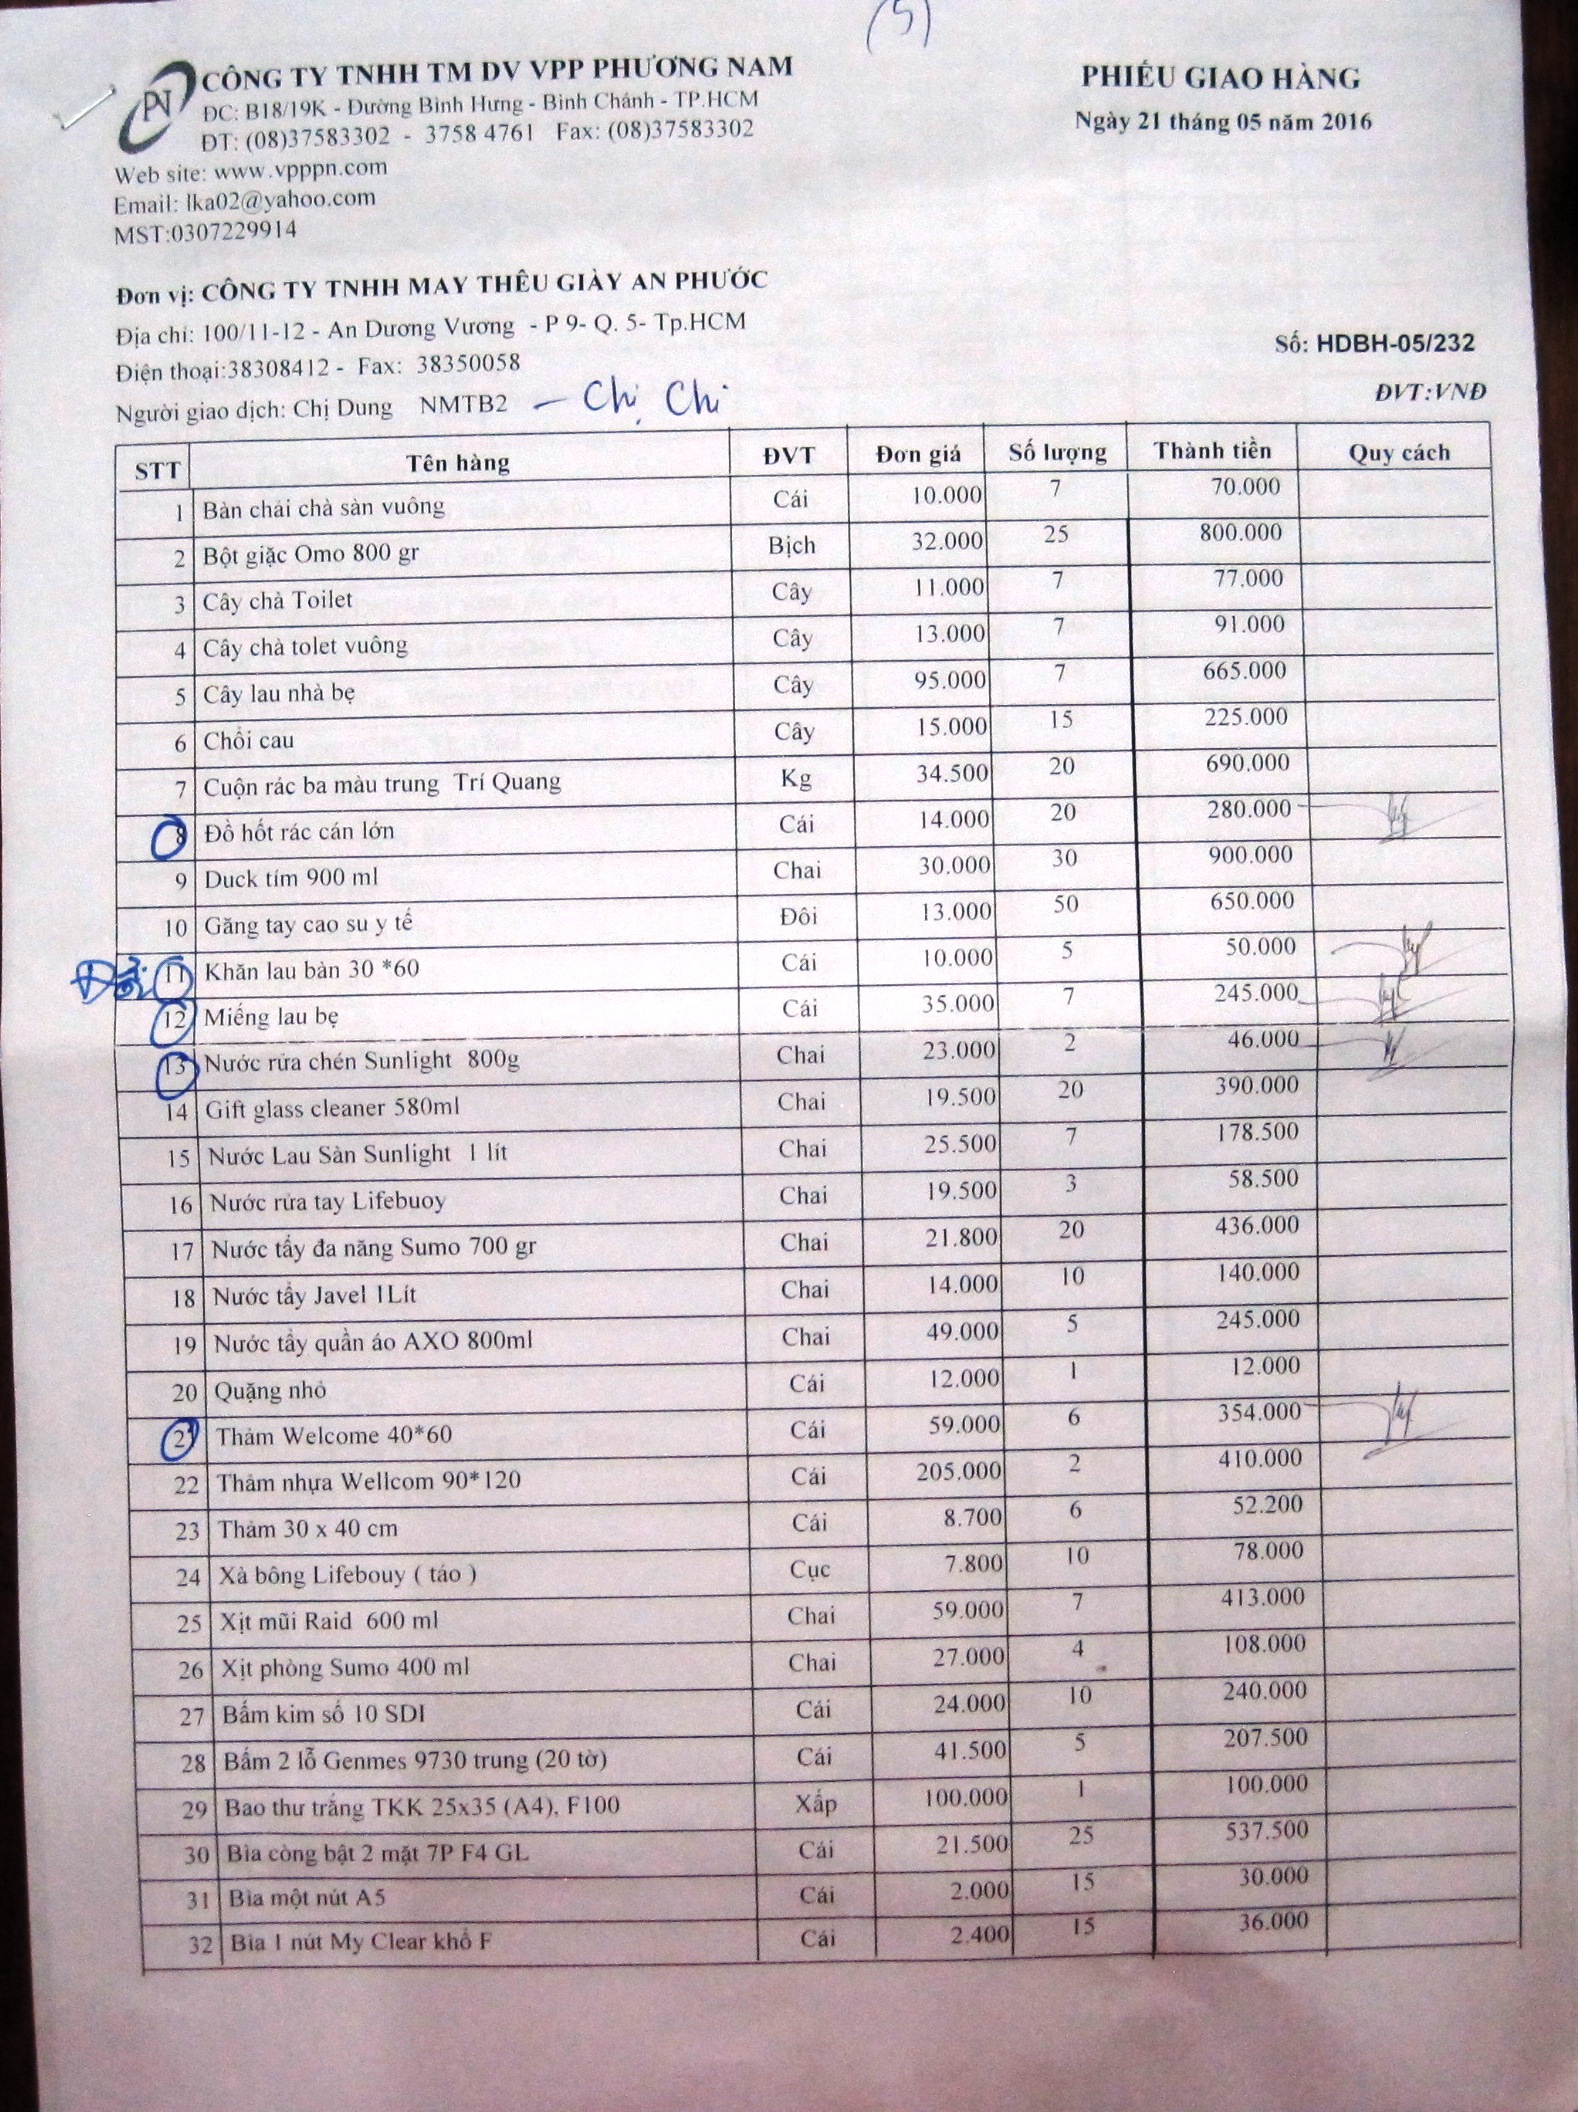 (5)
CÔNG TY TNHH TM DV VPP PHƯƠNG NAM
PHIẾU GIAO HÀNG
PN
ĐC: B18/19K - Đường Bình Hưng - Bình Chánh - TP.HCM
Ngày 21 tháng 05 năm 2016
ĐT: (08)37583302 - 3758 4761 Fax: (08)37583302
Web site: www.vpppn.com
Email: lka02@yahoo.com
MST:0307229914
Đơn vị: CÔNG TY TNHH MAY THÊU GIÀY AN PHƯỚC
Địa chỉ: 100/11-12 - An Dương Vương - P 9- Q. 5- Tp.HCM
Số: HDBH-05/232
Điện thoại:38308412 - Fax: 38350058
Người giao dịch: Chị Dung NMTB2 - Chị Chi
ĐVT:VNĐ
STT Tên hàng ĐVT Đơn giá Số lượng Thành tiền Quy cách
1 Bàn chải chà sàn vuông Cái 10.000 7 70.000
2 Bột giặc Omo 800 gr Bịch 32.000 25 800.000
3 Cây chà Toilet Cây 11.000 7 77.000
4 Cây chà tolet vuông Cây 13.000 7 91.000
5 Cây lau nhà bẹ Cây 95.000 7 665.000
6 Chổi cau Cây 15.000 15 225.000
7 Cuộn rác ba màu trung Trí Quang Kg 34.500 20 690.000
8 Đồ hốt rác cán lớn Cái 14.000 20 280.000
9 Duck tím 900 ml Chai 30.000 30 900.000
10 Găng tay cao su y tế Đôi 13.000 50 650.000
Đổi 11 Khăn lau bàn 30 *60 Cái 10.000 5 50.000
12 Miếng lau bẹ Cái 35.000 7 245.000
13 Nước rửa chén Sunlight 800g Chai 23.000 2 46.000
14 Gift glass cleaner 580ml Chai 19.500 20 390.000
15 Nước Lau Sàn Sunlight 1 lít Chai 25.500 7 178.500
16 Nước rửa tay Lifebuoy Chai 19.500 3 58.500
17 Nước tẩy đa năng Sumo 700 gr Chai 21.800 20 436.000
18 Nước tẩy Javel 1Lít Chai 14.000 10 140.000
19 Nước tẩy quần áo AXO 800ml Chai 49.000 5 245.000
20 Quặng nhỏ Cái 12.000 1 12.000
21 Thảm Welcome 40*60 Cái 59.000 6 354.000
22 Thảm nhựa Wellcom 90*120 Cái 205.000 2 410.000
23 Thảm 30 x 40 cm Cái 8.700 6 52.200
24 Xà bông Lifebouy ( táo ) Cục 7.800 10 78.000
25 Xịt mũi Raid 600 ml Chai 59.000 7 413.000
26 Xịt phòng Sumo 400 ml Chai 27.000 4 108.000
27 Bấm kim số 10 SDI Cái 24.000 10 240.000
28 Bấm 2 lỗ Genmes 9730 trung (20 tờ) Cái 41.500 5 207.500
29 Bao thư trắng TKK 25x35 (A4), F100 Xấp 100.000 1 100.000
30 Bìa còng bật 2 mặt 7P F4 GL Cái 21.500 25 537.500
31 Bìa một nút A5 Cái 2.000 15 30.000
32 Bìa 1 nút My Clear khổ F Cái 2.400 15 36.000